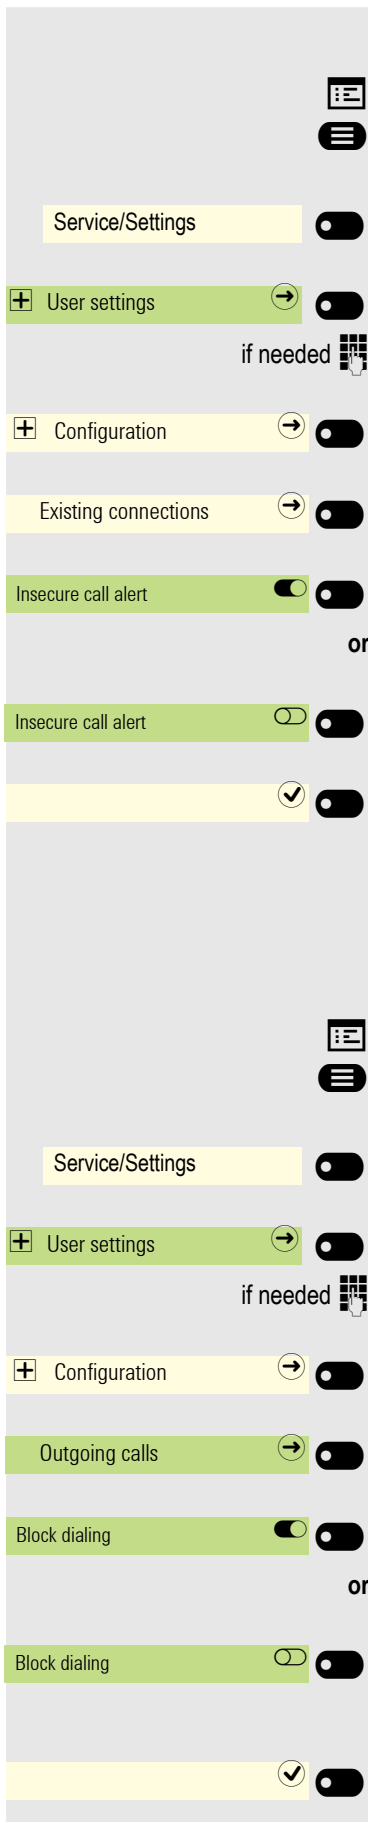 Service/Settings
User settings
if needed
Configuration
Existing connections
Insecure call alert
or
Insecure call alert
Service/Settings
User settings
if needed
Configuration
Outgoing calls
Block dialing
or
Block dialing